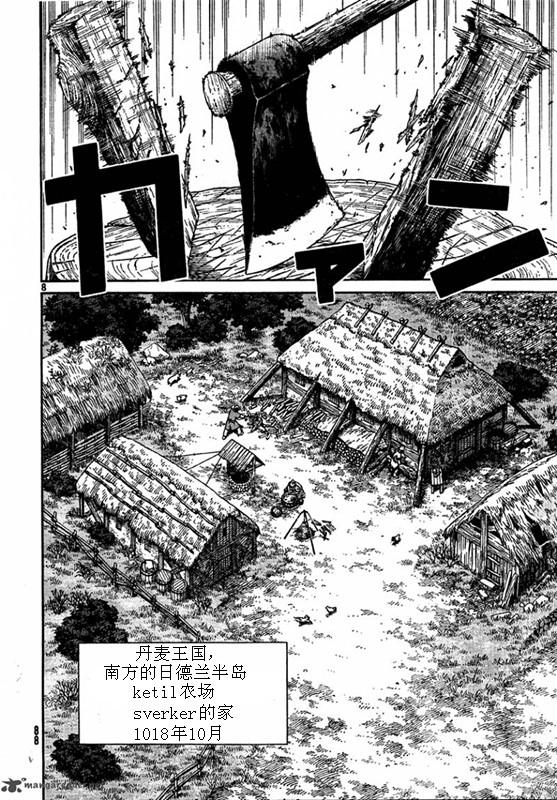 カァン
8
丹麦王国，
南方的日德兰半岛
ketil农场
sverker的家
1018年10月
88